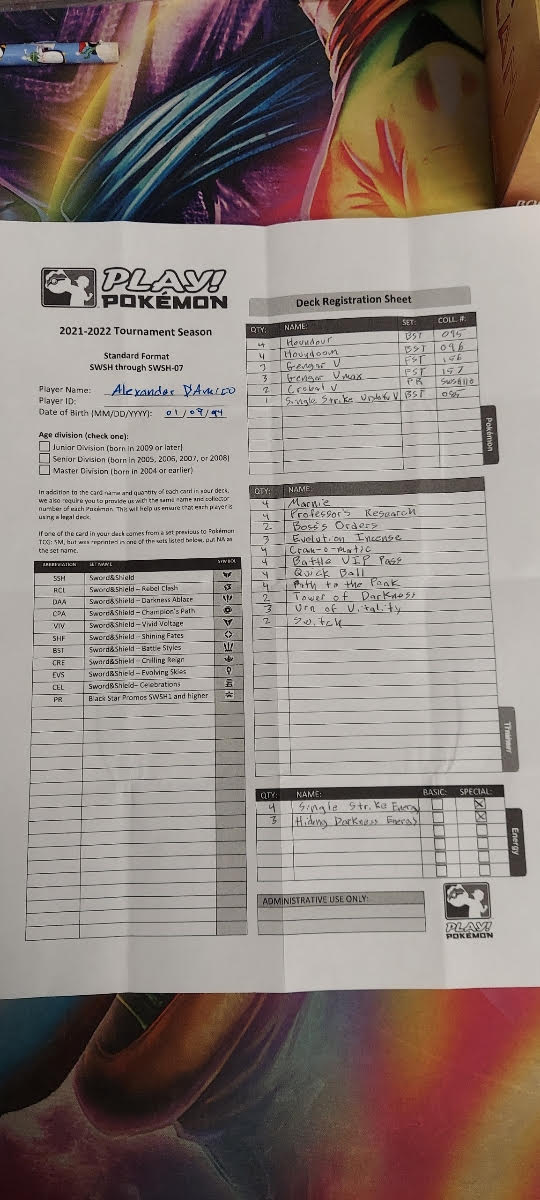 PLAY!
POKÉMON
Deck Registration Sheet
2021-2022 Tournament Season
Standard Format
SWSH through SWSH-07
Player Name: Alexander D'Amico
Player ID:
Date of Birth (MM/DD/YYYY): 01/09/94
Age division (check one):
Junior Division (born in 2009 or later)
Senior Division (born in 2005, 2006, 2007, or 2008)
Master Division (born in 2004 or earlier)
In addition to the card name and quantity of each card in your deck,
we also require you to provide us with the same name and collector
number of each Pokémon. This will help us ensure that each player is
using a legal deck.
If one of the card in your deck comes from a set previous to Pokémon
TCG: SM, but was reprinted in one of the sets listed below, put NA as
the set name.
ABBREVIATION SET NAME SYMBOL
SSH Sword&Shield
RCL Sword&Shield – Rebel Clash
DAA Sword&Shield – Darkness Ablaze
CPA Sword&Shield – Champion's Path
VIV Sword&Shield – Vivid Voltage
SHF Sword&Shield – Shining Fates
BST Sword&Shield – Battle Styles
CRE Sword&Shield – Chilling Reign
EVS Sword&Shield – Evolving Skies
CEL Sword&Shield– Celebrations
PR Black Star Promos SWSH1 and higher
QTY: NAME: SET: COLL. #:
4 Houndour BST 095
4 Houndoom BST 096
3 Gengar V FST 156
3 Gengar Vmax FST 157
2 Crobat V PR
1 Single Strike Urshifu V BST 085
Pokémon
QTY: NAME:
4 Marnie
4 Professor's Research
2 Boss's Orders
3 Evolution Incense
4 Cram-o-matic
4 Battle VIP Pass
4 Quick Ball
4 Path to the Peak
2 Tower of Darkness
3 Urn of Vitality
2 Switch
Trainer
QTY: NAME: BASIC: SPECIAL:
4 Single Strike Energy
3 Hiding Darkness Energy
Energy
ADMINISTRATIVE USE ONLY:
PLAY!
POKÉMON